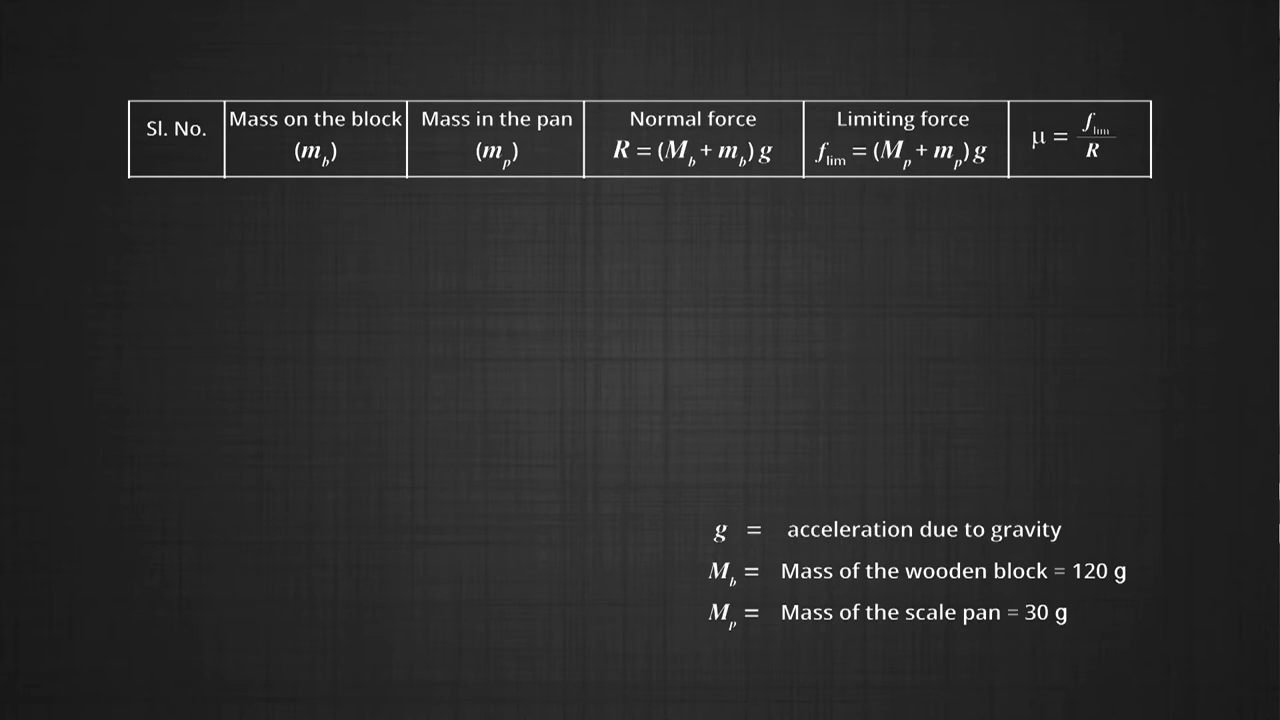 Sl. No.
Mass on the block
(m_b)
Mass in the pan
(m_p)
Normal force
R = (M_b + m_b) g
Limiting force
f_lim = (M_p + m_p) g
μ = f_lim / R
g = acceleration due to gravity
M_b = Mass of the wooden block = 120 g
M_p = Mass of the scale pan = 30 g